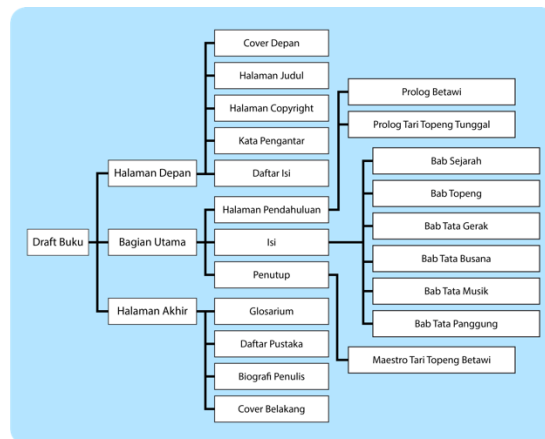 Draft Buku
Halaman Depan
Cover Depan
Halaman Judul
Halaman Copyright
Kata Pengantar
Daftar Isi
Bagian Utama
Halaman Pendahuluan
Prolog Betawi
Prolog Tari Topeng Tunggal
Isi
Bab Sejarah
Bab Topeng
Bab Tata Gerak
Bab Tata Busana
Bab Tata Musik
Bab Tata Panggung
Penutup
Maestro Tari Topeng Betawi
Halaman Akhir
Glosarium
Daftar Pustaka
Biografi Penulis
Cover Belakang